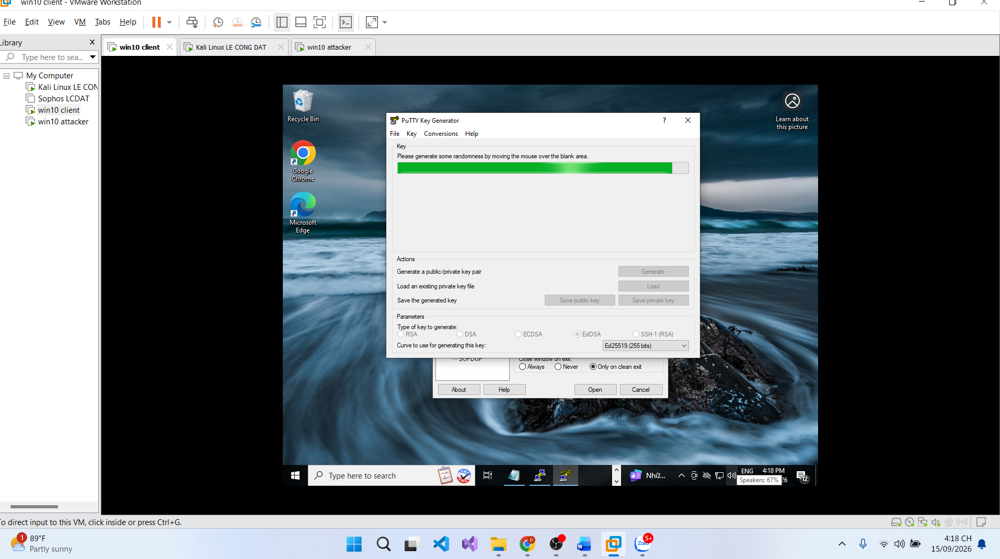 win10 client - VMware Workstation
File Edit View VM Tabs Help
Library
Type here to sea...
My Computer
Kali Linux LE CON
Sophos LCDAT
win10 client
win10 attacker
win10 client
Kali Linux LE CONG DAT
win10 attacker
Recycle Bin
Google
Chrome
Microsoft
Edge
Learn about
this picture
PuTTY Key Generator
?
File Key Conversions Help
Key
Please generate some randomness by moving the mouse over the blank area.
Actions
Generate a public/private key pair
Generate
Load an existing private key file
Load
Save the generated key
Save public key
Save private key
Parameters
Type of key to generate:
RSA DSA ECDSA EdDSA SSH-1 (RSA)
Curve to use for generating this key:
Ed25519 (255 bits)
SUPDUP
Close window on exit:
Always Never Only on clean exit
About Help Open Cancel
Type here to search
Nhữ...
ENG
4:18 PM
Speakers: 67%
26
12
To direct input to this VM, click inside or press Ctrl+G.
1
89°F
Partly sunny
Đ
W
Zalo
5+
4:18 CH
15/09/2026